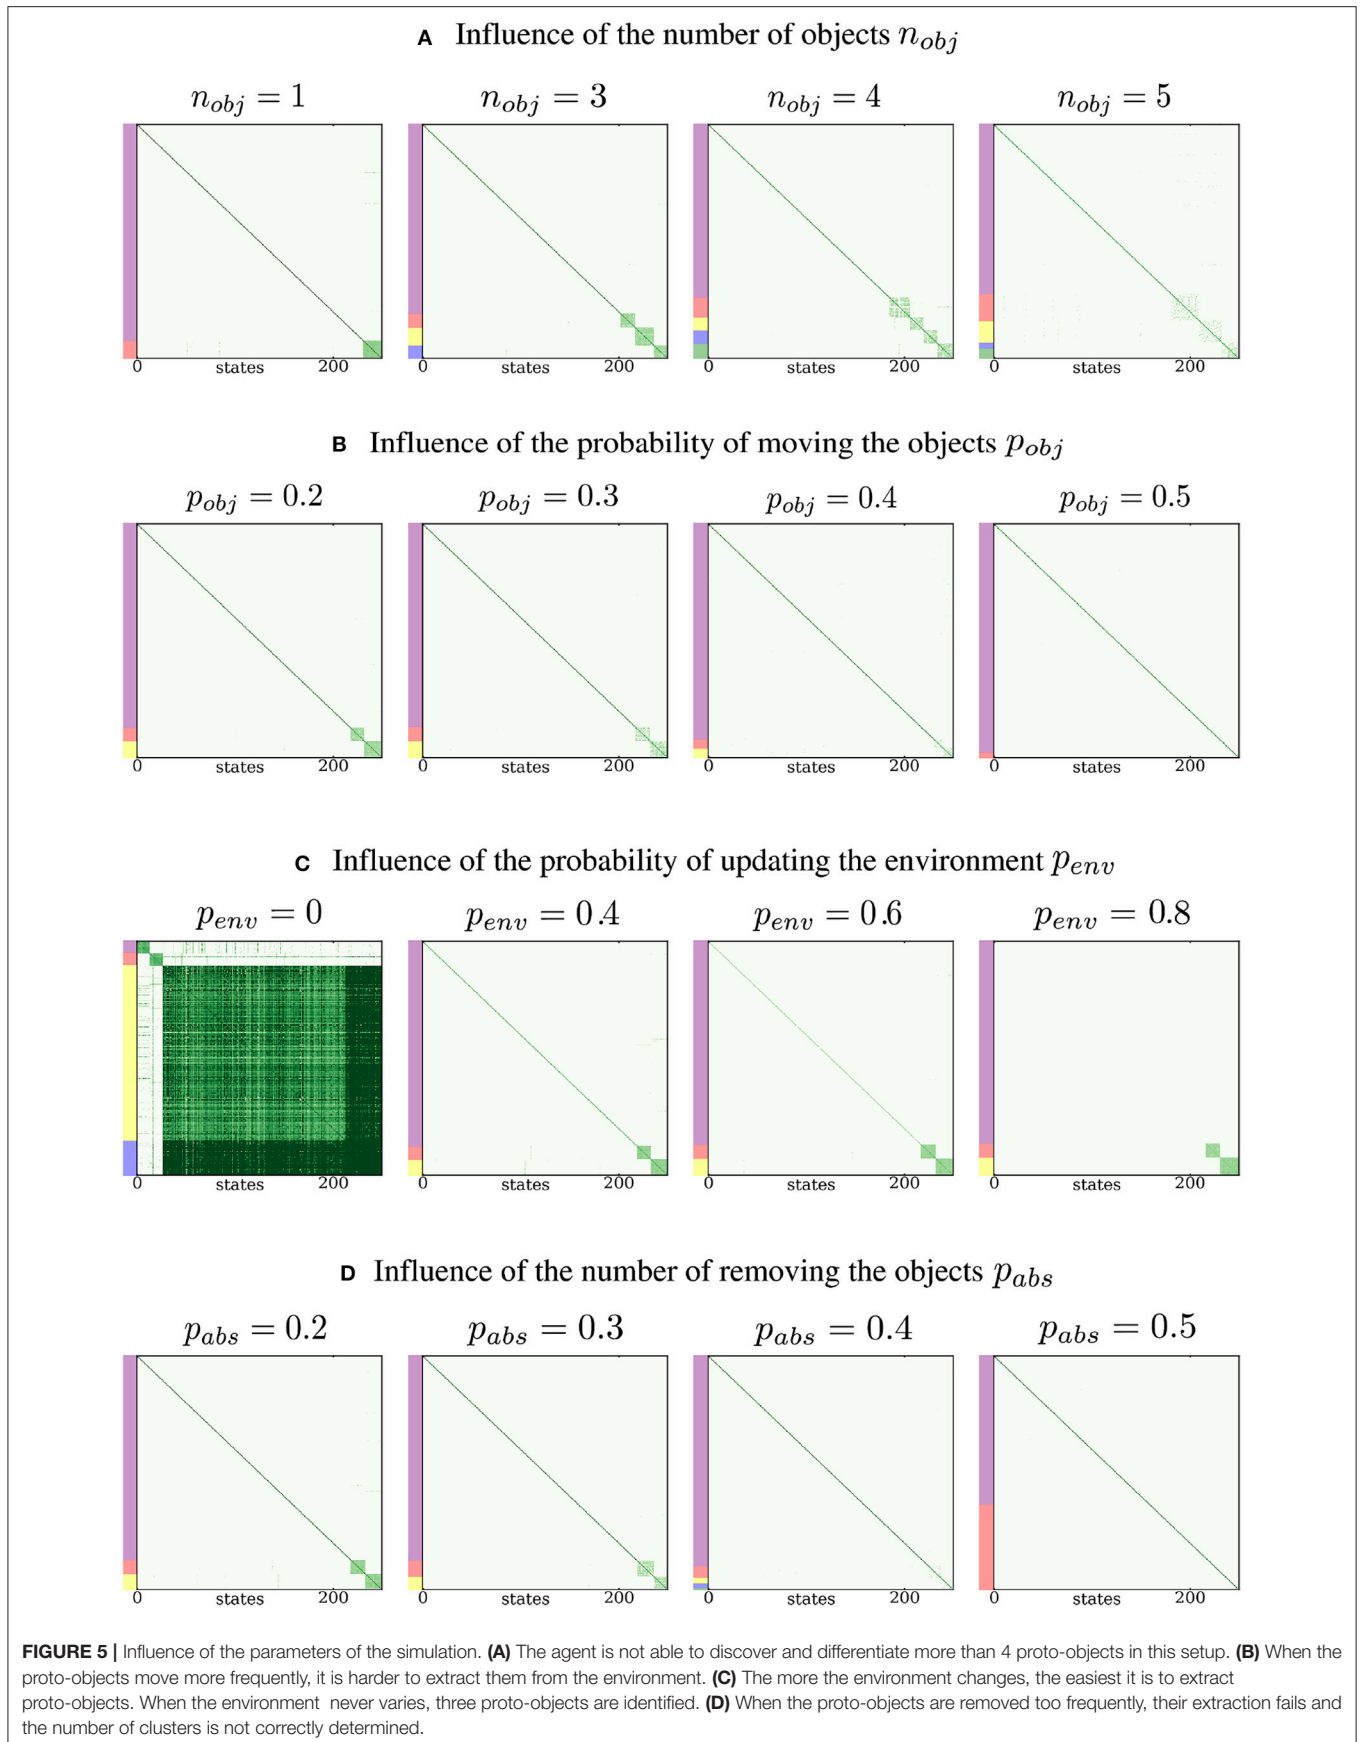 A Influence of the number of objects n_obj
n_obj = 1 n_obj = 3 n_obj = 4 n_obj = 5
0 states 200 0 states 200 0 states 200 0 states 200
B Influence of the probability of moving the objects p_obj
p_obj = 0.2 p_obj = 0.3 p_obj = 0.4 p_obj = 0.5
0 states 200 0 states 200 0 states 200 0 states 200
C Influence of the probability of updating the environment p_env
p_env = 0 p_env = 0.4 p_env = 0.6 p_env = 0.8
0 states 200 0 states 200 0 states 200 0 states 200
D Influence of the number of removing the objects p_abs
p_abs = 0.2 p_abs = 0.3 p_abs = 0.4 p_abs = 0.5
0 states 200 0 states 200 0 states 200 0 states 200
FIGURE 5 | Influence of the parameters of the simulation. (A) The agent is not able to discover and differentiate more than 4 proto-objects in this setup. (B) When the
proto-objects move more frequently, it is harder to extract them from the environment. (C) The more the environment changes, the easiest it is to extract
proto-objects. When the environment never varies, three proto-objects are identified. (D) When the proto-objects are removed too frequently, their extraction fails and
the number of clusters is not correctly determined.